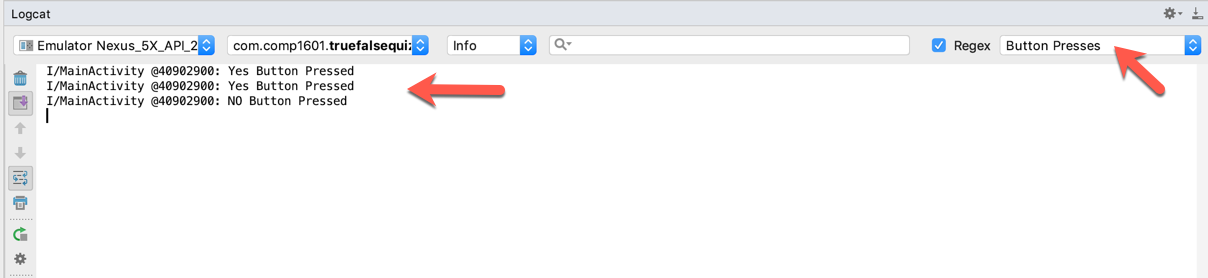 Logcat
Emulator Nexus_5X_API_2
com.comp1601.truefalsequiz
Info
Regex
Button Presses
I/MainActivity @40902900: Yes Button Pressed
I/MainActivity @40902900: Yes Button Pressed
I/MainActivity @40902900: NO Button Pressed